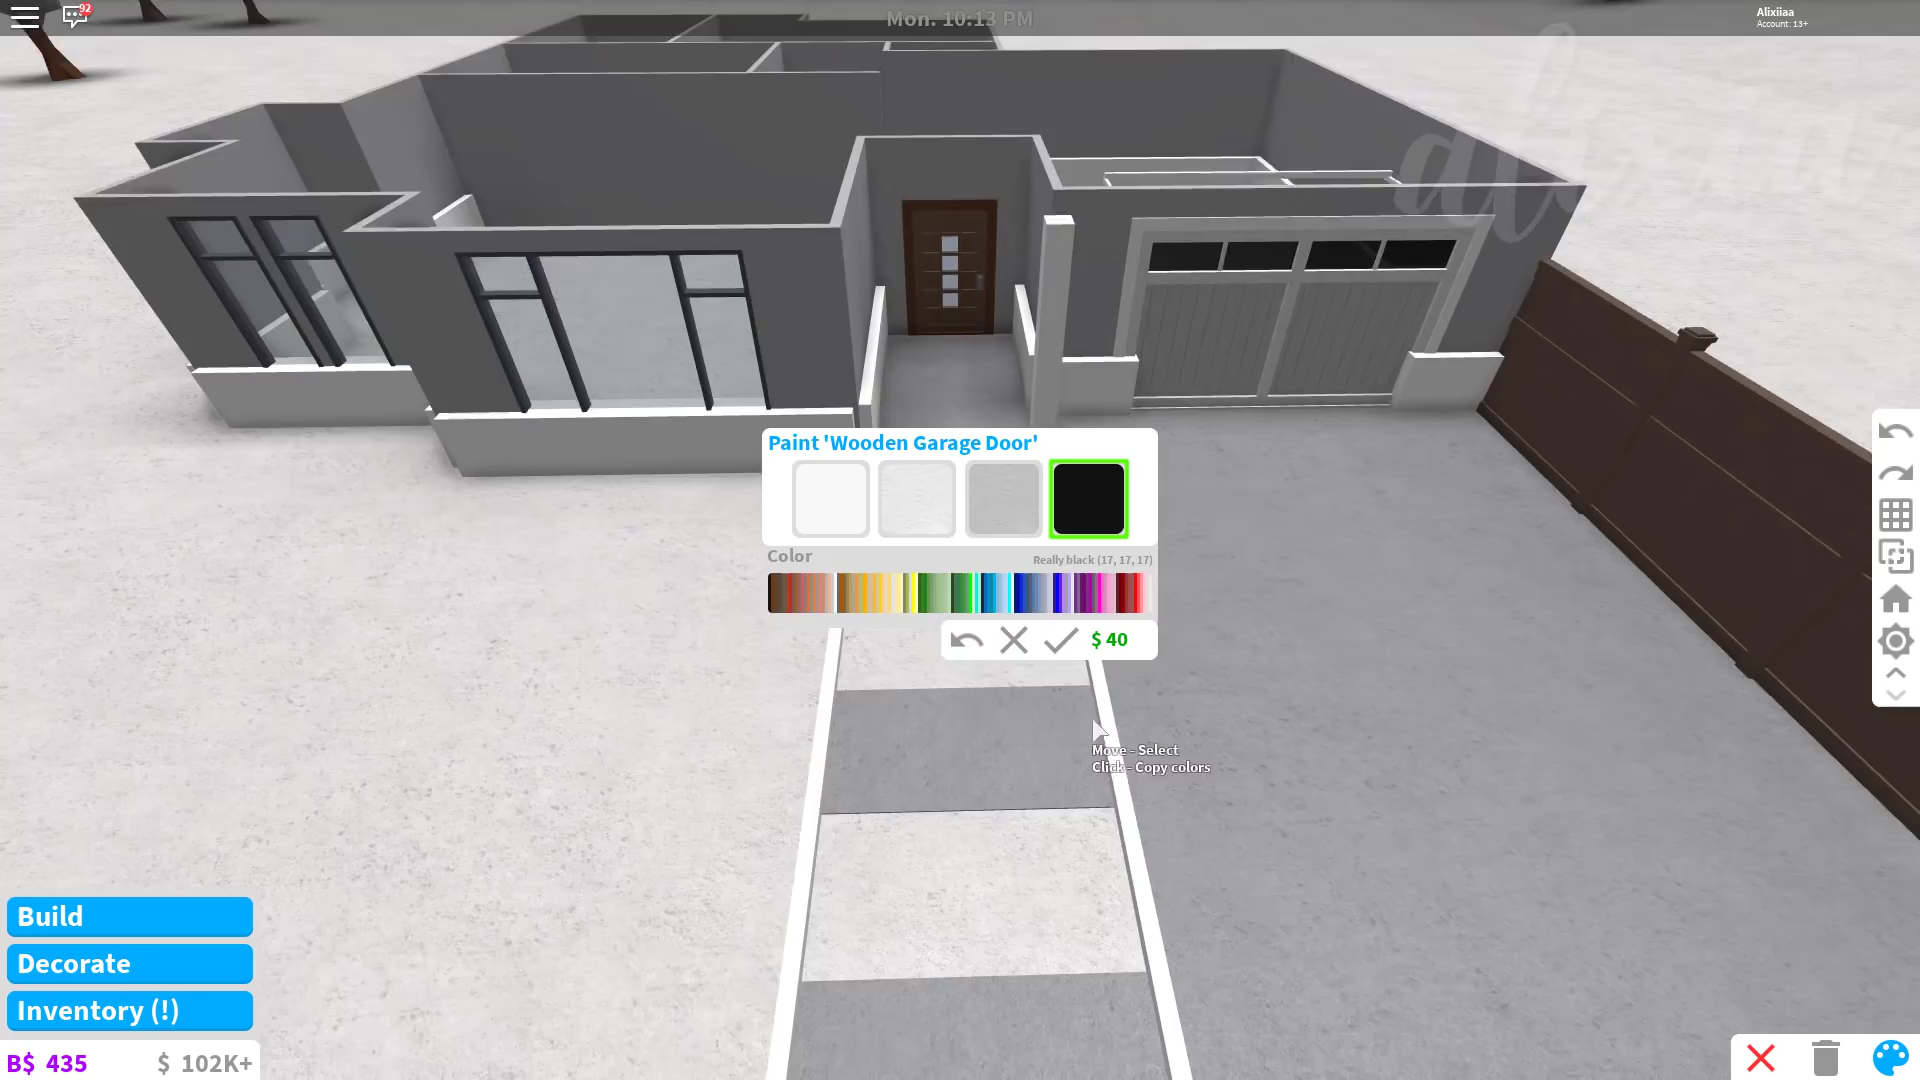 92
Mon. 10:13 PM
Alixiiaa
Account: 13+
Paint 'Wooden Garage Door'
Color
Really black (17, 17, 17)
$ 40
Move - Select
Click - Copy colors
Build
Decorate
Inventory (!)
B$ 435
$ 102K+